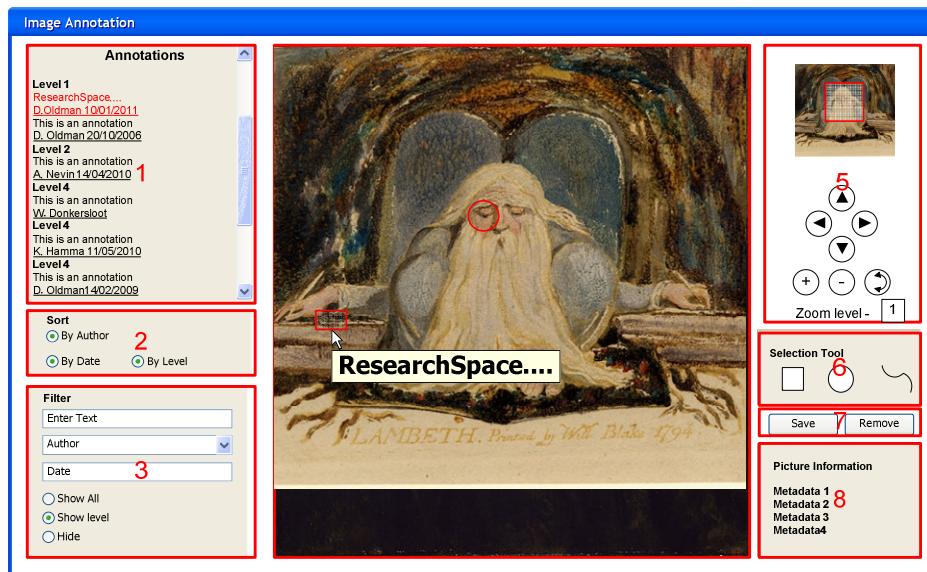 Image Annotation
Annotations
Level 1
ResearchSpace....
D.Oldman 10/01/2011
This is an annotation
D. Oldman 20/10/2006
Level 2
This is an annotation
A. Nevin 14/04/2010
1
Level 4
This is an annotation
W. Donkersloot
Level 4
This is an annotation
K. Hamma 11/05/2010
Level 4
This is an annotation
D. Oldman14/02/2009
Sort
By Author
2
By Date
By Level
Filter
Enter Text
Author
Date
3
Show All
Show level
Hide
ResearchSpace....
LAMBETH. Printed by Will Blake 1794
5
+
-
Zoom level - 1
Selection Tool
6
Save
7
Remove
Picture Information
Metadata 1
8
Metadata 2
Metadata 3
Metadata4